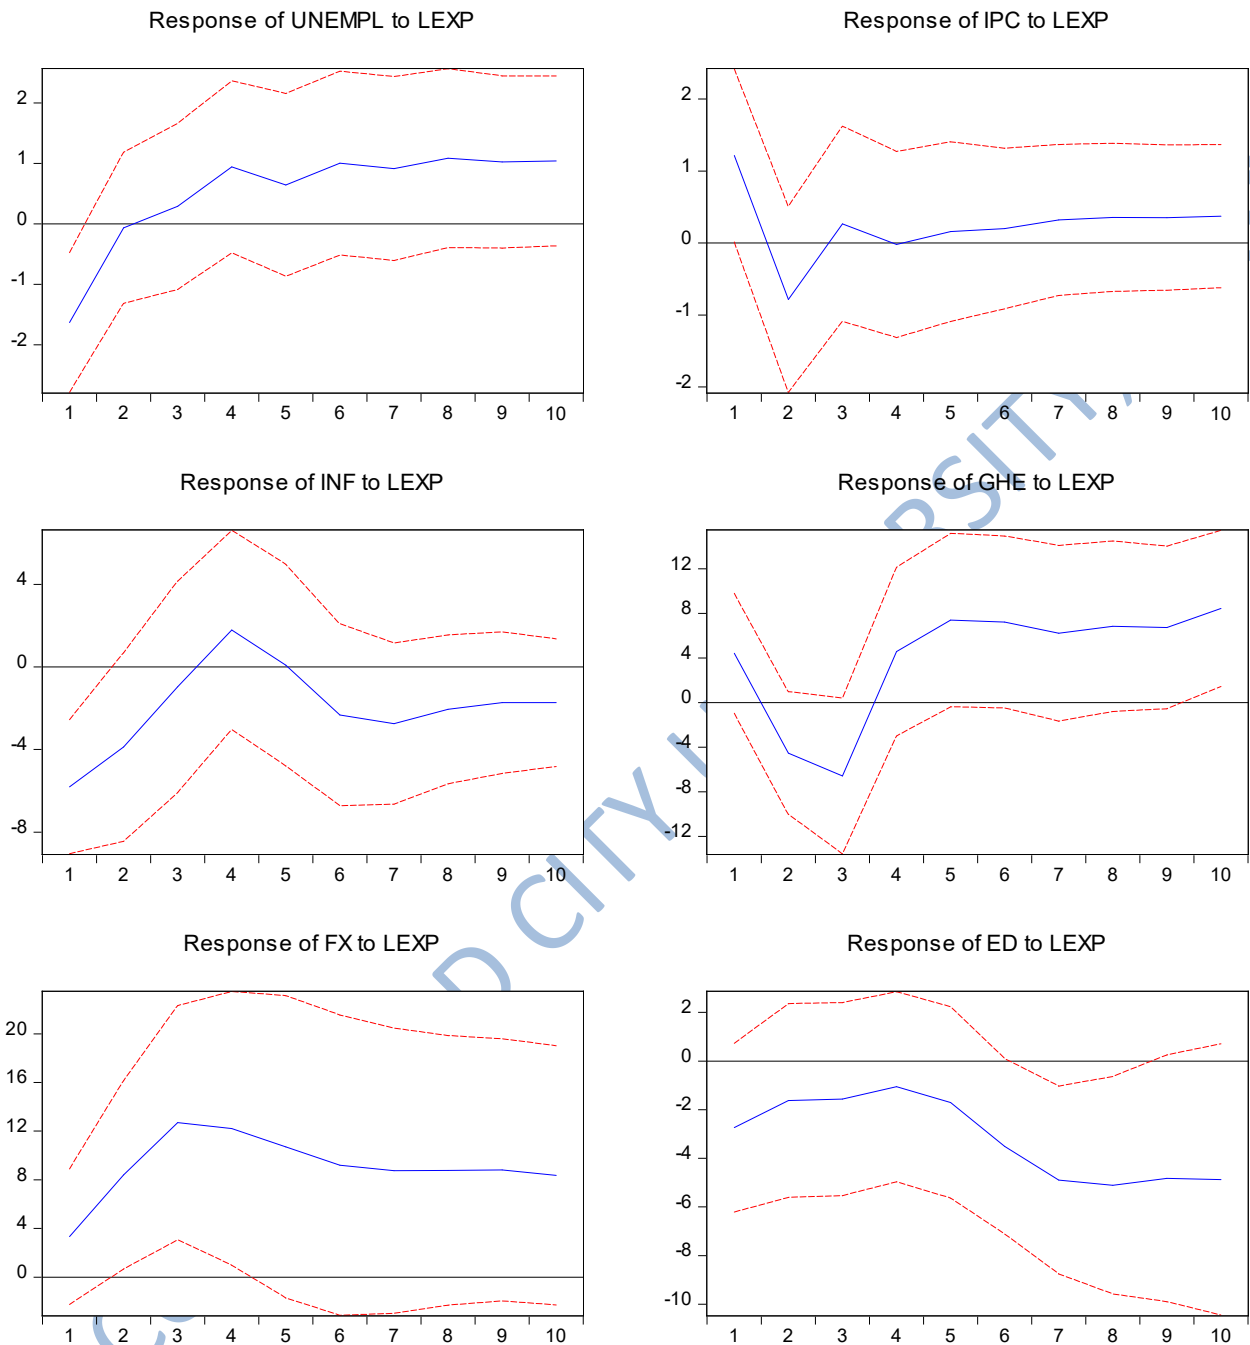 Response of UNEMPL to LEXP
2
1
0
-1
-2
1 2 3 4 5 6 7 8 9 10
Response of IPC to LEXP
2
1
0
-1
-2
1 2 3 4 5 6 7 8 9 10
Response of INF to LEXP
4
0
-4
-8
1 2 3 4 5 6 7 8 9 10
Response of GHE to LEXP
12
8
4
0
-4
-8
-12
1 2 3 4 5 6 7 8 9 10
Response of FX to LEXP
20
16
12
8
4
0
1 2 3 4 5 6 7 8 9 10
Response of ED to LEXP
2
0
-2
-4
-6
-8
-10
1 2 3 4 5 6 7 8 9 10
CITY